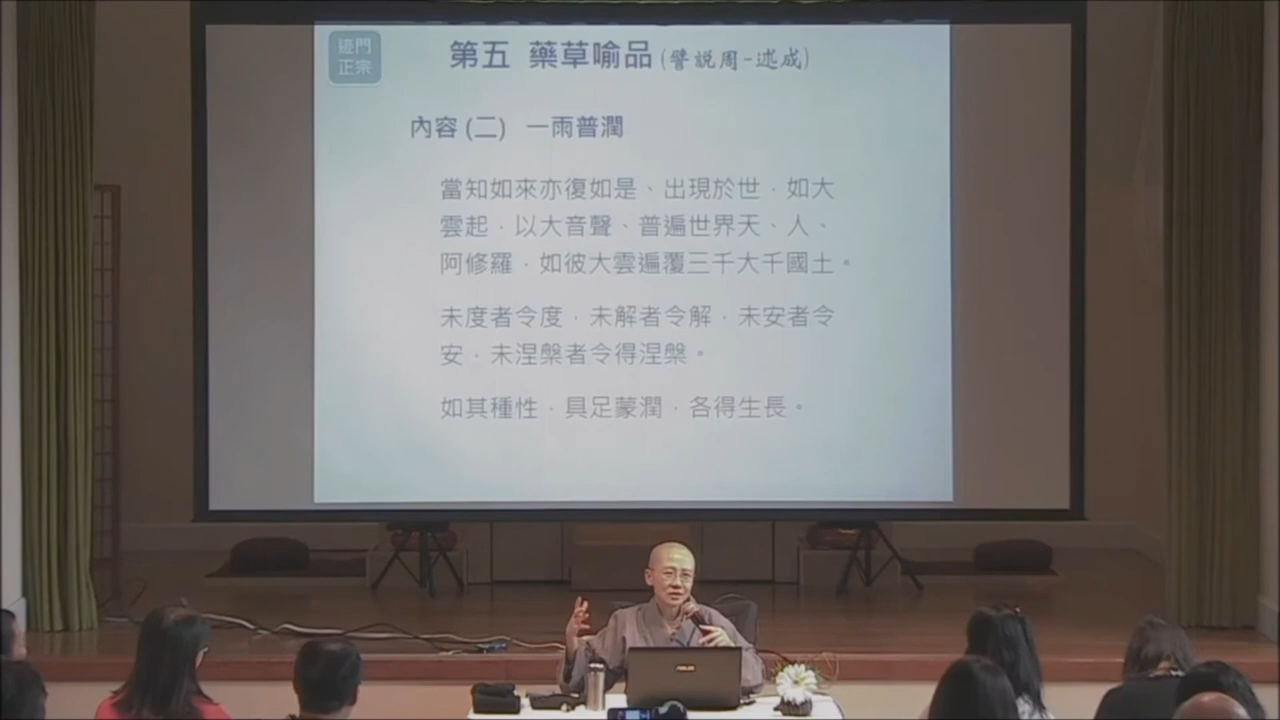 迹門
正宗
第五 藥草喻品 (譬説周-述成)
內容 (二) 一雨普潤
當知如來亦復如是、出現於世，如大
雲起，以大音聲、普遍世界天、人、
阿修羅，如彼大雲遍覆三千大千國土。
未度者令度，未解者令解，未安者令
安，未涅槃者令得涅槃。
如其種性，具足蒙潤，各得生長。
ASUS